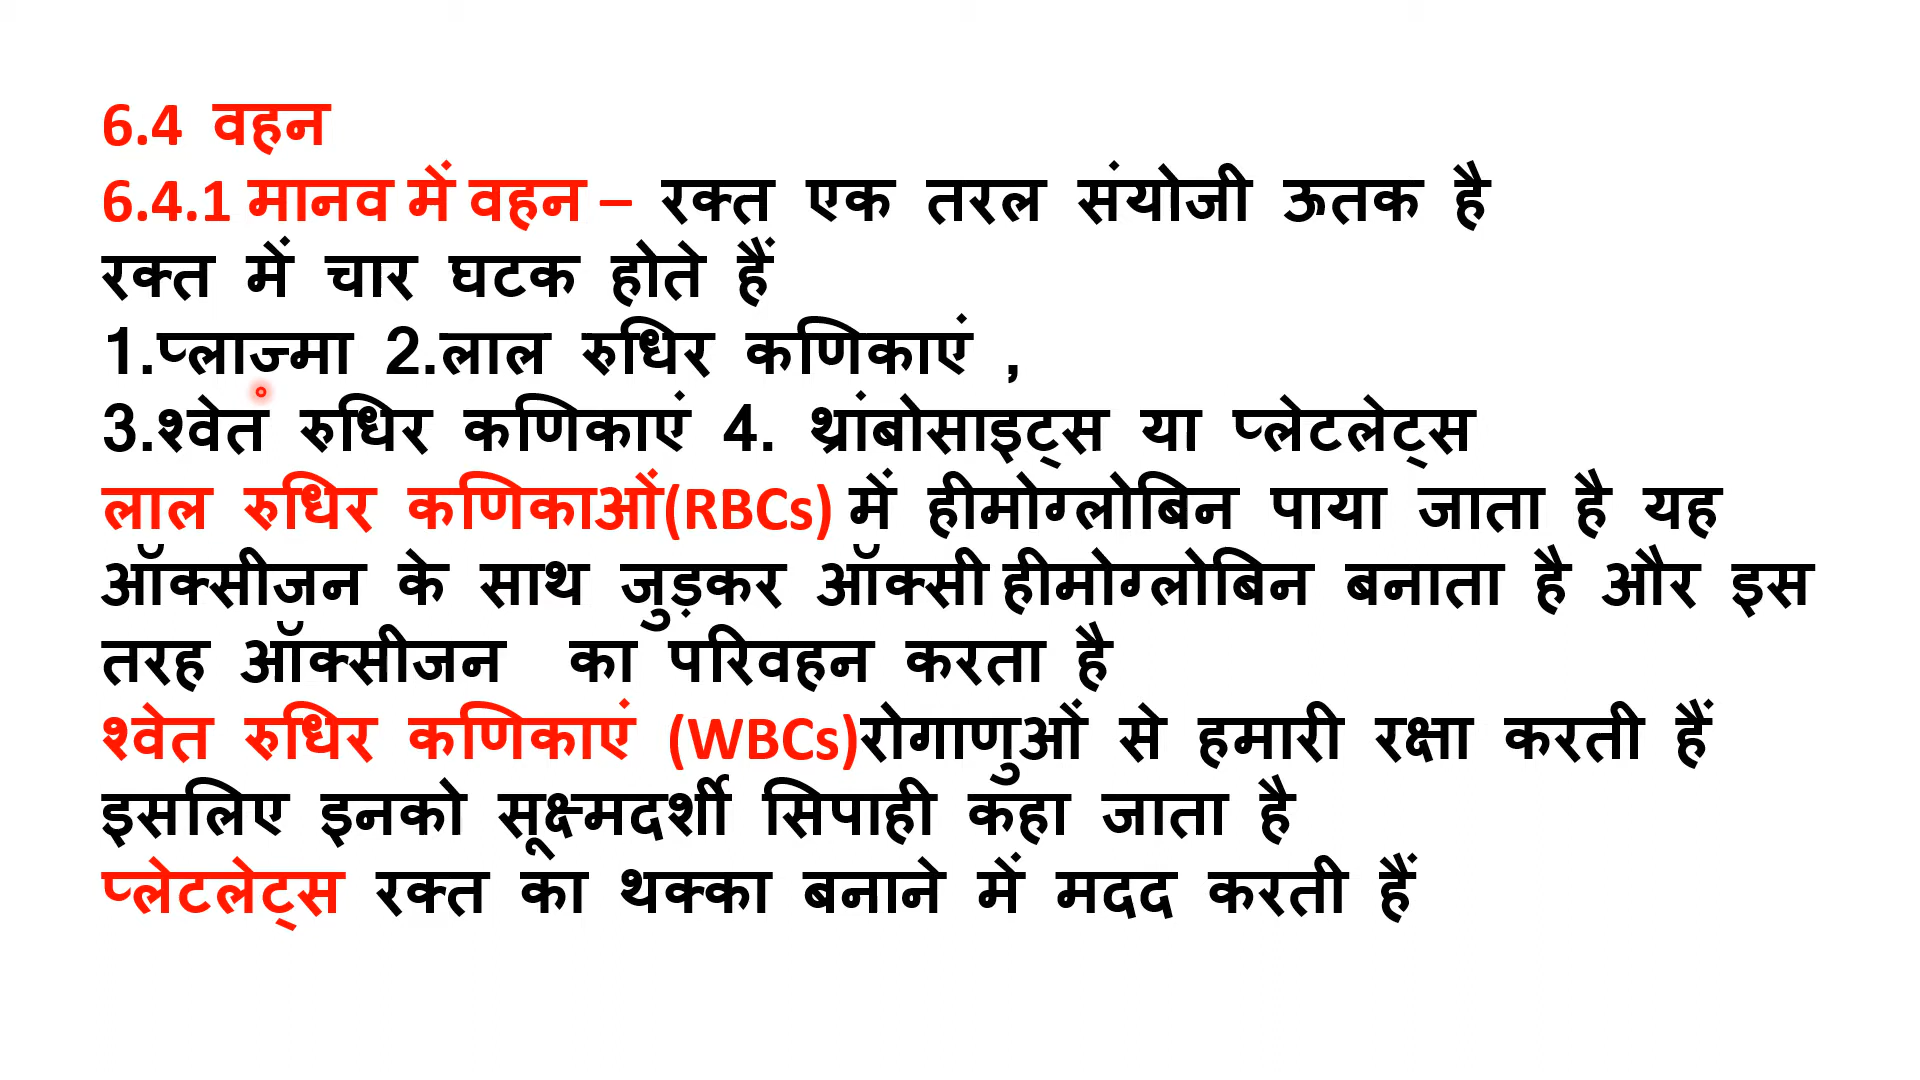 6.4 वहन
6.4.1 मानव में वहन – रक्त एक तरल संयोजी ऊतक है
रक्त में चार घटक होते हैं
1.प्लाज्मा 2.लाल रुधिर कणिकाएं ,
3.श्वेत रुधिर कणिकाएं 4. थ्रांबोसाइट्स या प्लेटलेट्स
लाल रुधिर कणिकाओं(RBCs) में हीमोग्लोबिन पाया जाता है यह
ऑक्सीजन के साथ जुड़कर ऑक्सी हीमोग्लोबिन बनाता है और इस
तरह ऑक्सीजन का परिवहन करता है
श्वेत रुधिर कणिकाएं (WBCs)रोगाणुओं से हमारी रक्षा करती हैं
इसलिए इनको सूक्ष्मदर्शी सिपाही कहा जाता है
प्लेटलेट्स रक्त का थक्का बनाने में मदद करती हैं